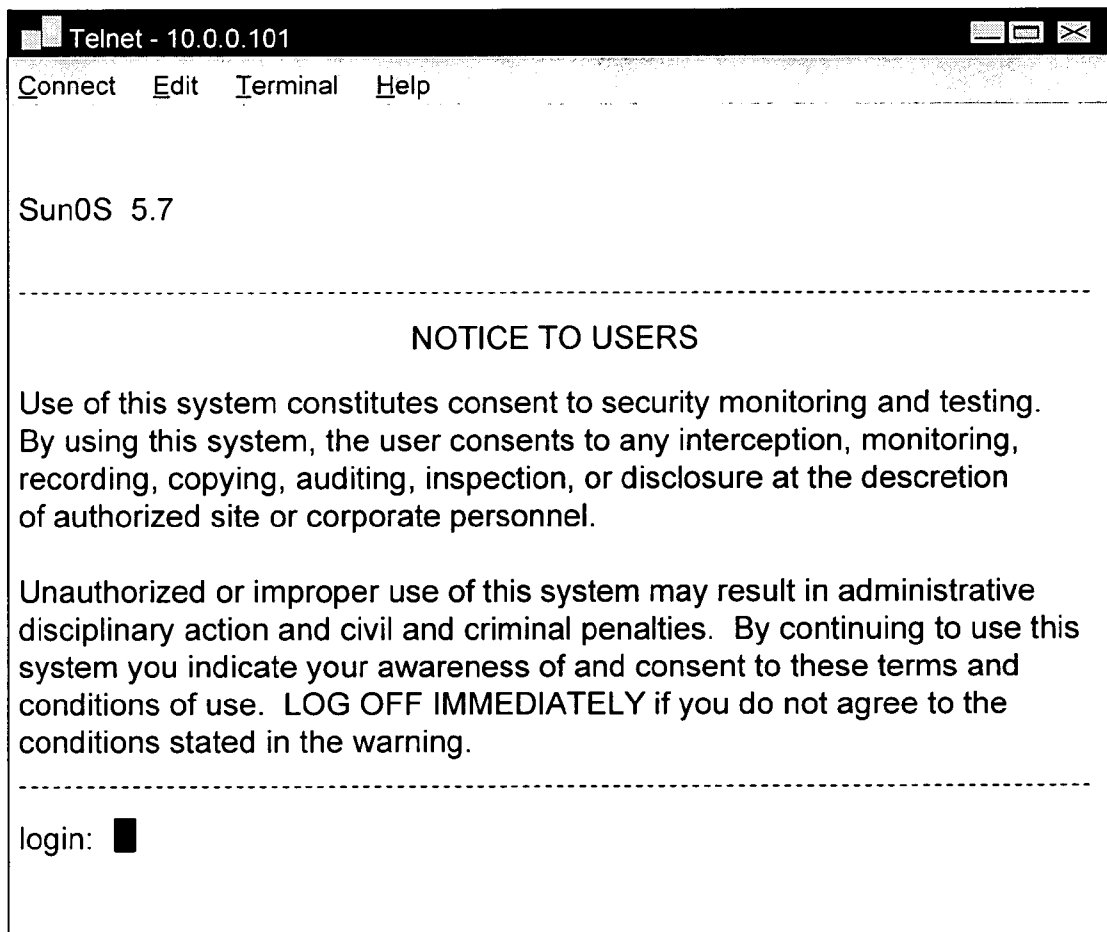 Telnet - 10.0.0.101
Connect Edit Terminal Help
Sun0S 5.7
NOTICE TO USERS
Use of this system constitutes consent to security monitoring and testing.
By using this system, the user consents to any interception, monitoring,
recording, copying, auditing, inspection, or disclosure at the descretion
of authorized site or corporate personnel.
Unauthorized or improper use of this system may result in administrative
disciplinary action and civil and criminal penalties. By continuing to use this
system you indicate your awareness of and consent to these terms and
conditions of use. LOG OFF IMMEDIATELY if you do not agree to the
conditions stated in the warning.
login: